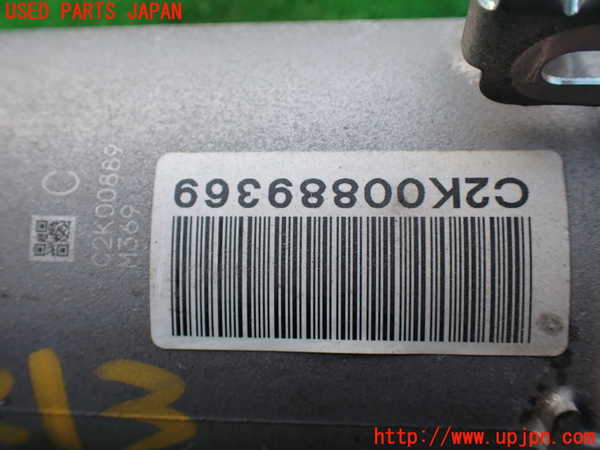 USED PARTS JAPAN
C
C2K00889
M369
C2K00889369
http://www.upjpn.com/